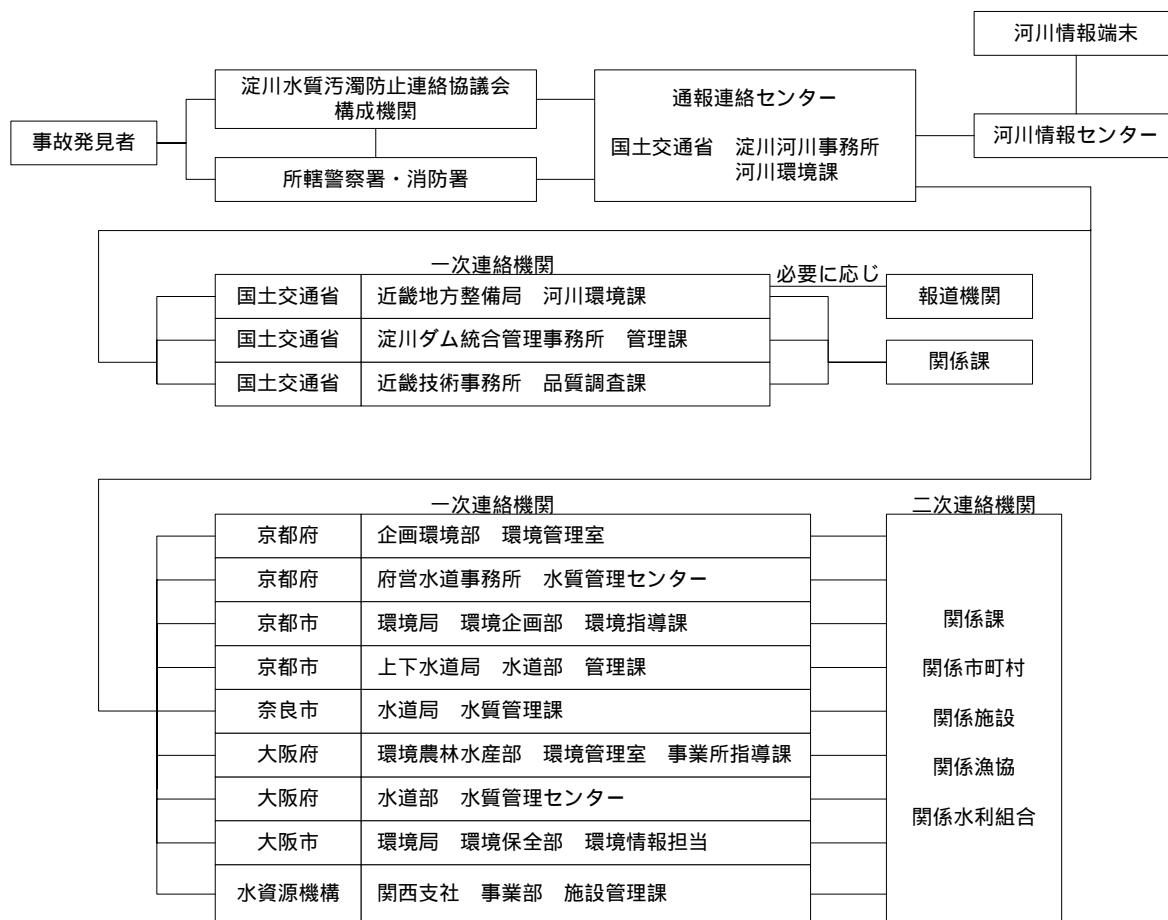 河川情報端末
淀川水質汚濁防止連絡協議会
構成機関
通報連絡センター
事故発見者
国土交通省　淀川河川事務所
河川環境課
河川情報センター
所轄警察署・消防署
一次連絡機関
必要に応じ
国土交通省　近畿地方整備局　河川環境課
報道機関
国土交通省　淀川ダム統合管理事務所　管理課
関係課
国土交通省　近畿技術事務所　品質調査課
一次連絡機関
京都府　企画環境部　環境管理室
京都府　府営水道事務所　水質管理センター
京都市　環境局　環境企画部　環境指導課
京都市　上下水道局　水道部　管理課
奈良市　水道局　水質管理課
大阪府　環境農林水産部　環境管理室　事業所指導課
大阪府　水道部　水質管理センター
大阪市　環境局　環境保全部　環境情報担当
水資源機構　関西支社　事業部　施設管理課
二次連絡機関
関係課
関係市町村
関係施設
関係漁協
関係水利組合